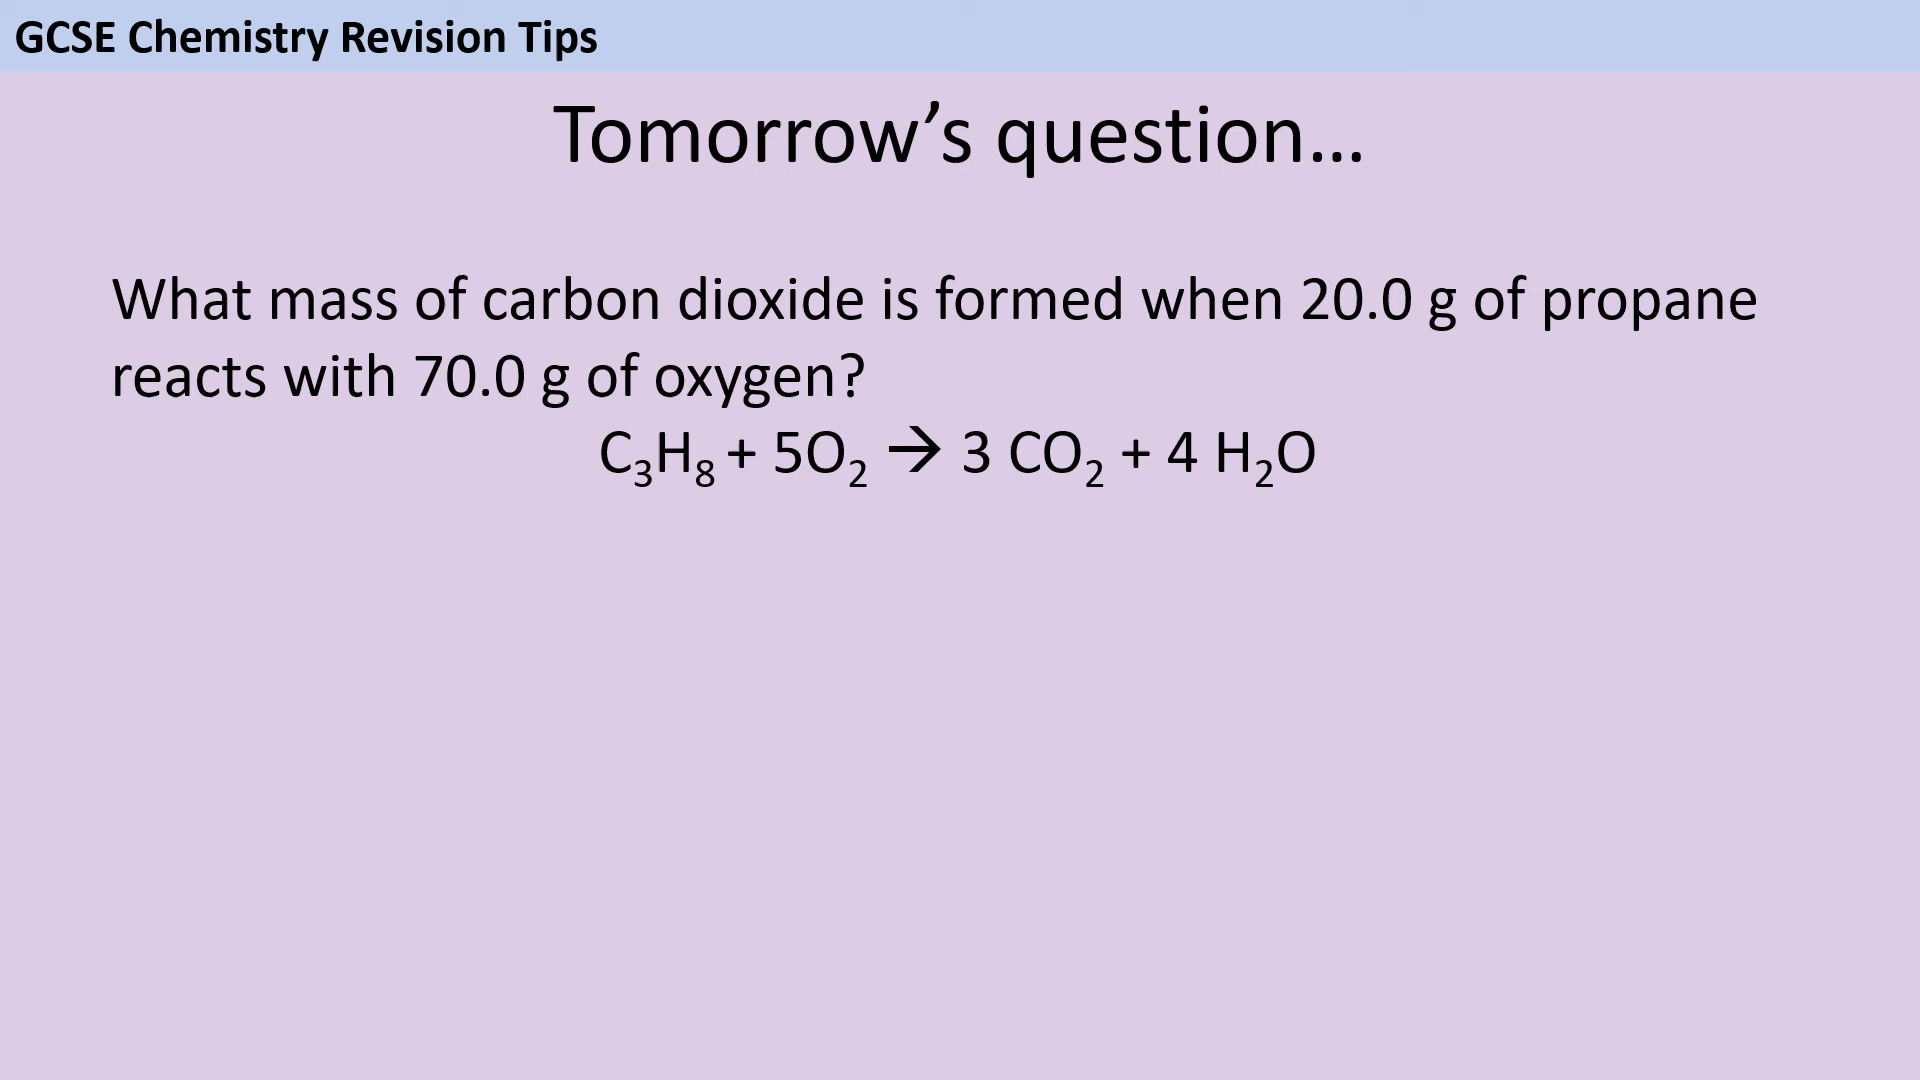 GCSE Chemistry Revision Tips
Tomorrow’s question…
What mass of carbon dioxide is formed when 20.0 g of propane
reacts with 70.0 g of oxygen?
C₃H₈ + 5O₂ → 3 CO₂ + 4 H₂O